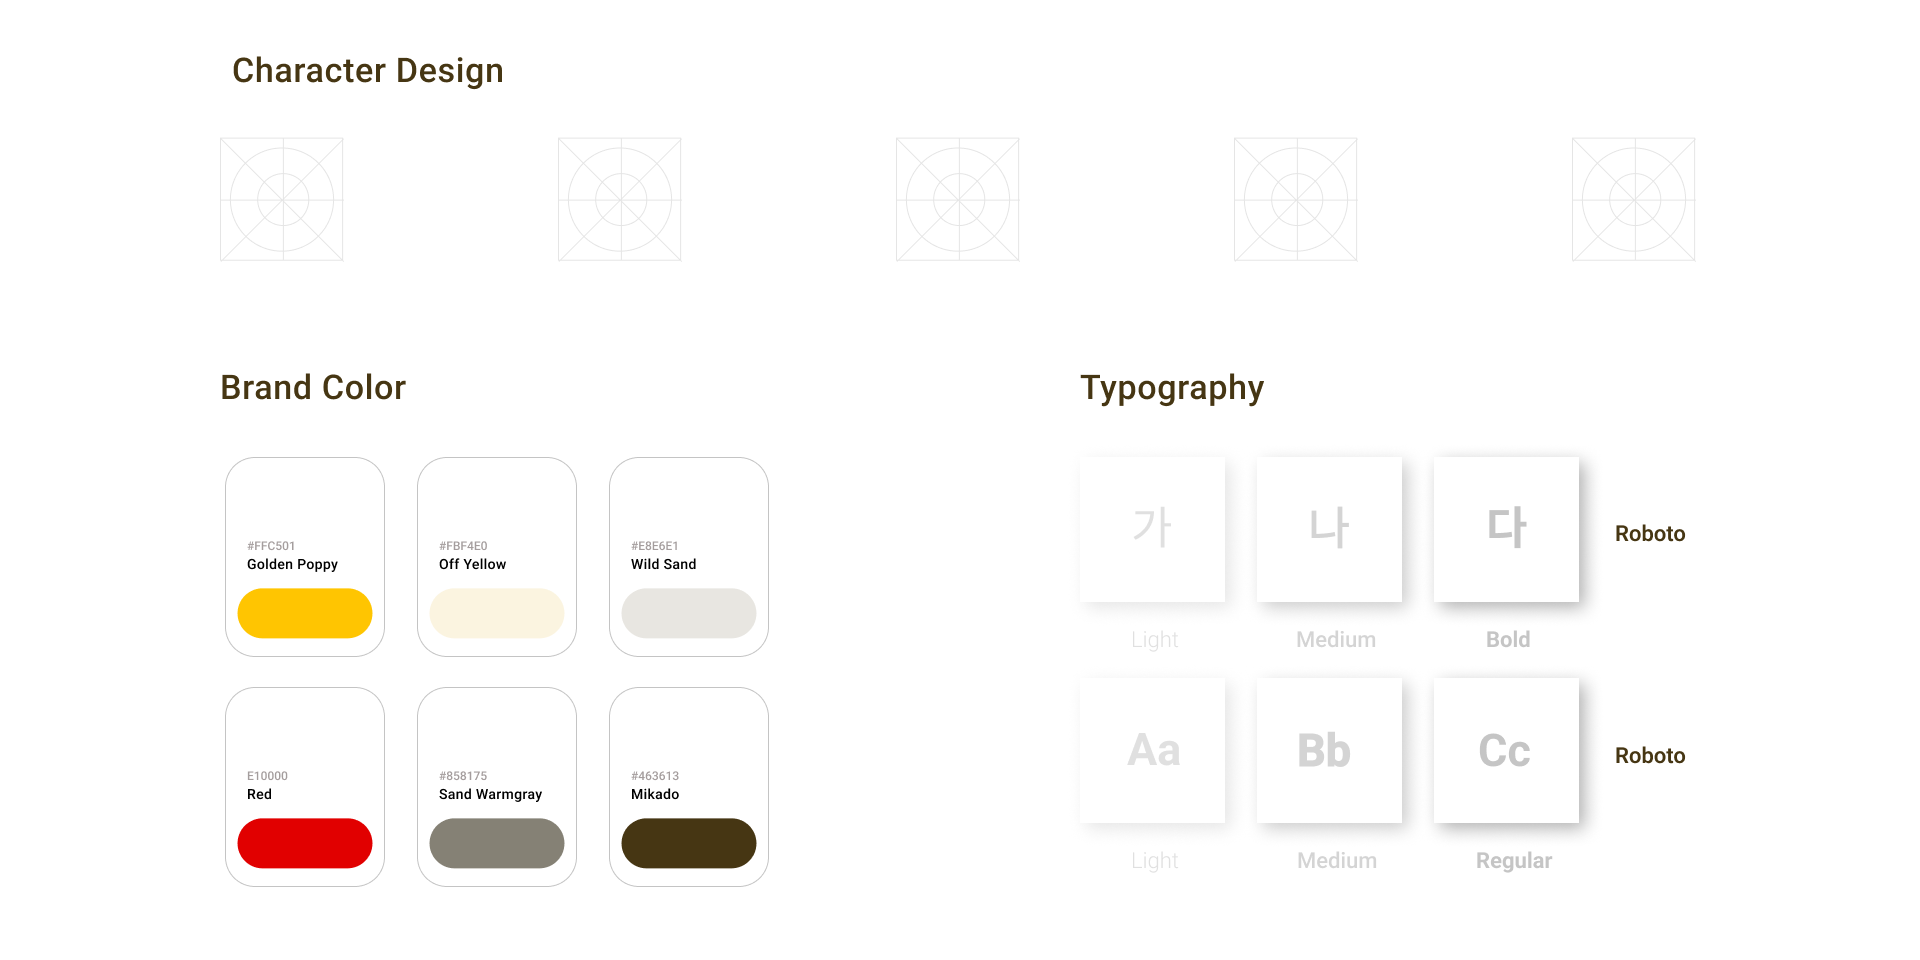 Character Design
Brand Color
#FFC501
Golden Poppy
#FBF4E0
Off Yellow
#E8E6E1
Wild Sand
E10000
Red
#858175
Sand Warmgray
#463613
Mikado
Typography
가
나
다
Roboto
Light
Medium
Bold
Aa
Bb
Cc
Roboto
Light
Medium
Regular